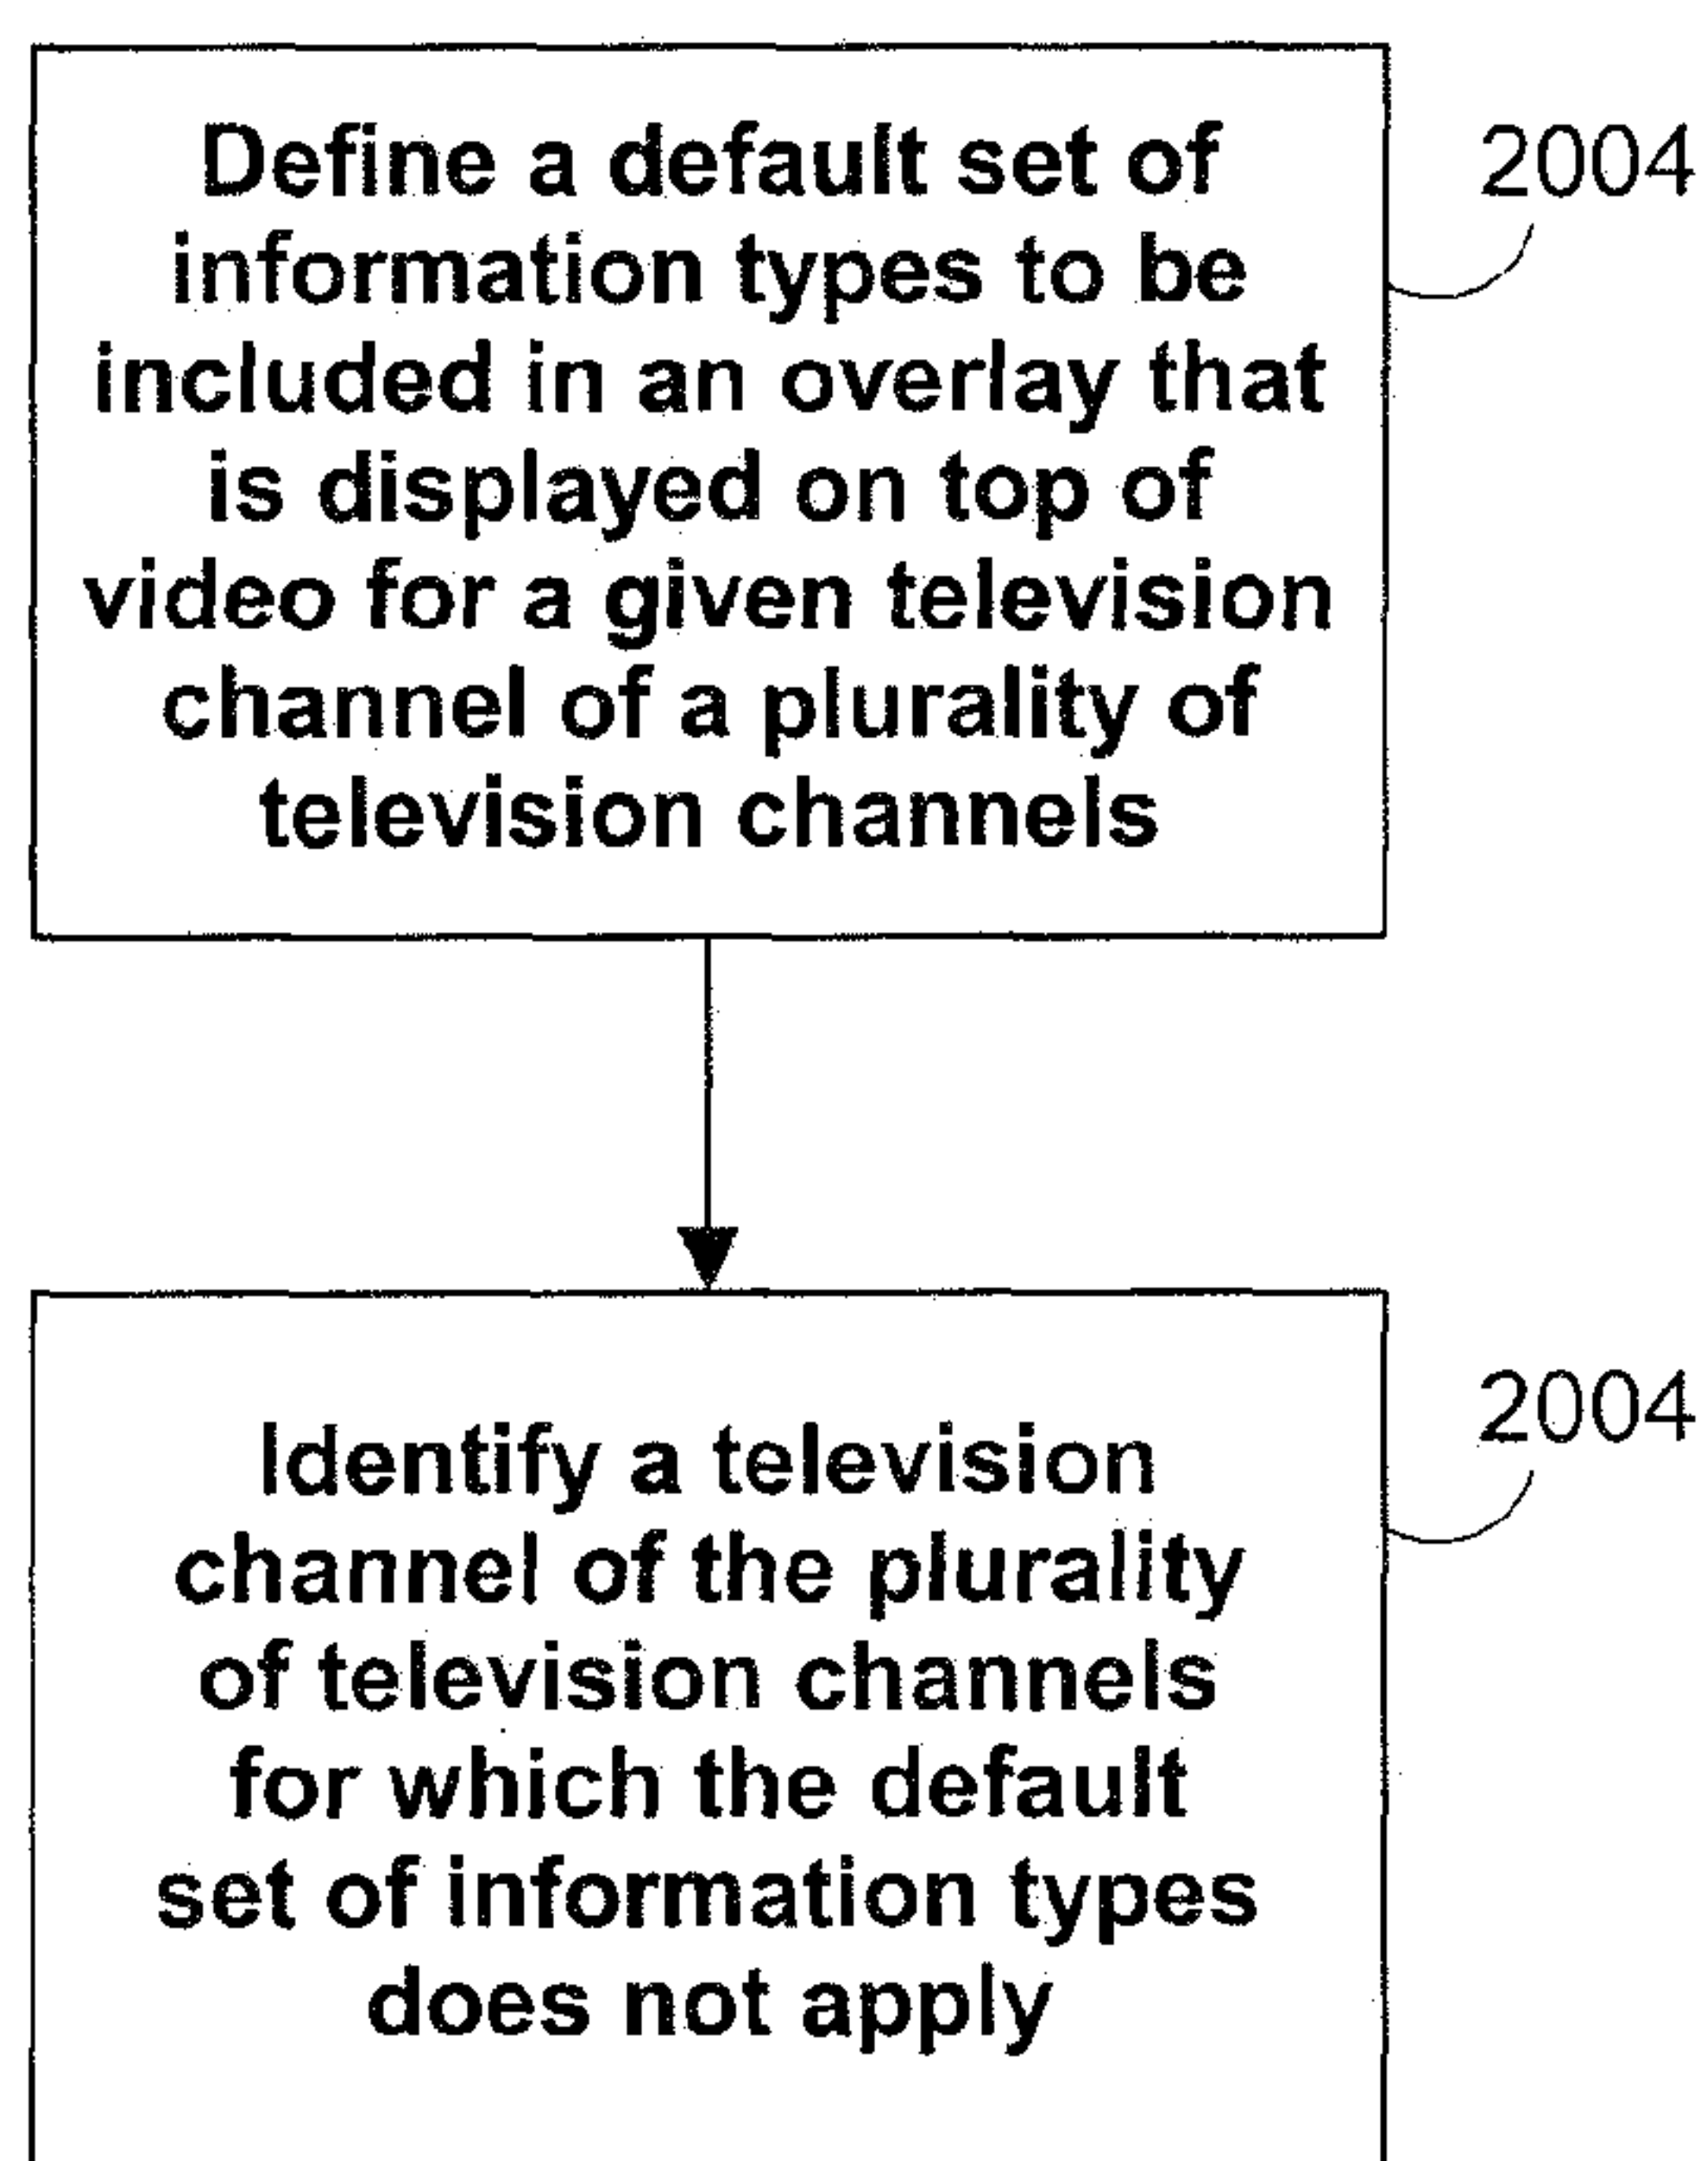 Define a default set of
2004
information types to be
included in an overlay that
is displayed on top of
video for a given television
channel of a plurality of
television channels
Identify a television
2004
channel of the plurality
of television channels
for which the default
set of information types
does not apply